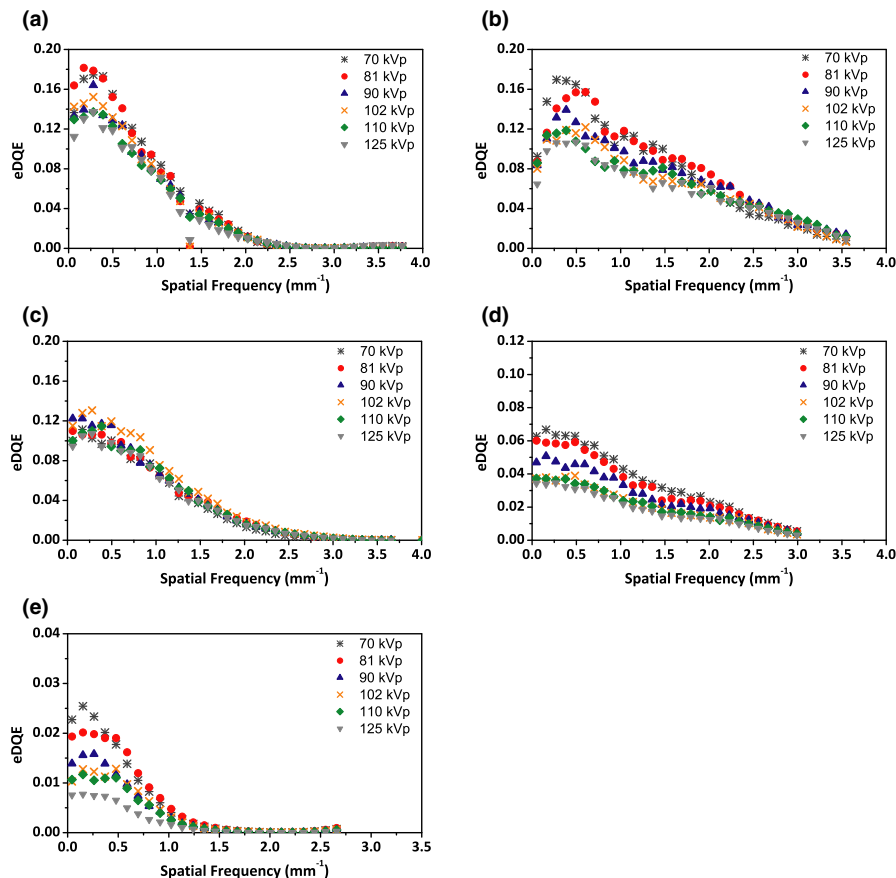 (a)
0.20
0.16
0.12
0.08
0.04
0.00
eDQE
0.0 0.5 1.0 1.5 2.0 2.5 3.0 3.5 4.0
Spatial Frequency (mm⁻¹)
70 kVp
81 kVp
90 kVp
102 kVp
110 kVp
125 kVp
(b)
0.20
0.16
0.12
0.08
0.04
0.00
eDQE
0.0 0.5 1.0 1.5 2.0 2.5 3.0 3.5 4.0
Spatial Frequency (mm⁻¹)
70 kVp
81 kVp
90 kVp
102 kVp
110 kVp
125 kVp
(c)
0.20
0.16
0.12
0.08
0.04
0.00
eDQE
0.0 0.5 1.0 1.5 2.0 2.5 3.0 3.5 4.0
Spatial Frequency (mm⁻¹)
70 kVp
81 kVp
90 kVp
102 kVp
110 kVp
125 kVp
(d)
0.12
0.10
0.08
0.06
0.04
0.02
0.00
eDQE
0.0 0.5 1.0 1.5 2.0 2.5 3.0 3.5 4.0
Spatial Frequency (mm⁻¹)
70 kVp
81 kVp
90 kVp
102 kVp
110 kVp
125 kVp
(e)
0.04
0.03
0.02
0.01
0.00
eDQE
0.0 0.5 1.0 1.5 2.0 2.5 3.0 3.5
Spatial Frequency (mm⁻¹)
70 kVp
81 kVp
90 kVp
102 kVp
110 kVp
125 kVp